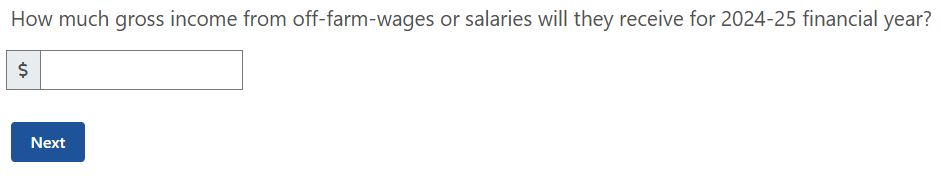 How much gross income from off-farm-wages or salaries will they receive for 2024-25 financial year?
$
Next